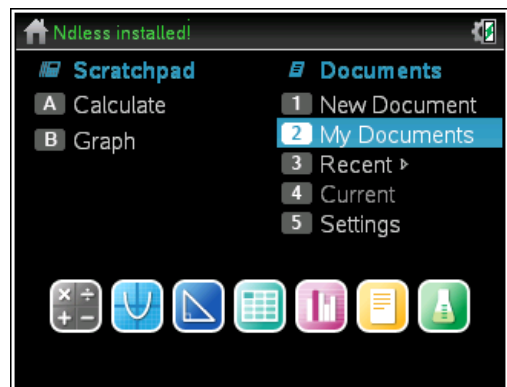 Ndless installed!
Scratchpad
A Calculate
B Graph
Documents
1 New Document
2 My Documents
3 Recent ▹
4 Current
5 Settings
× ÷
+ −